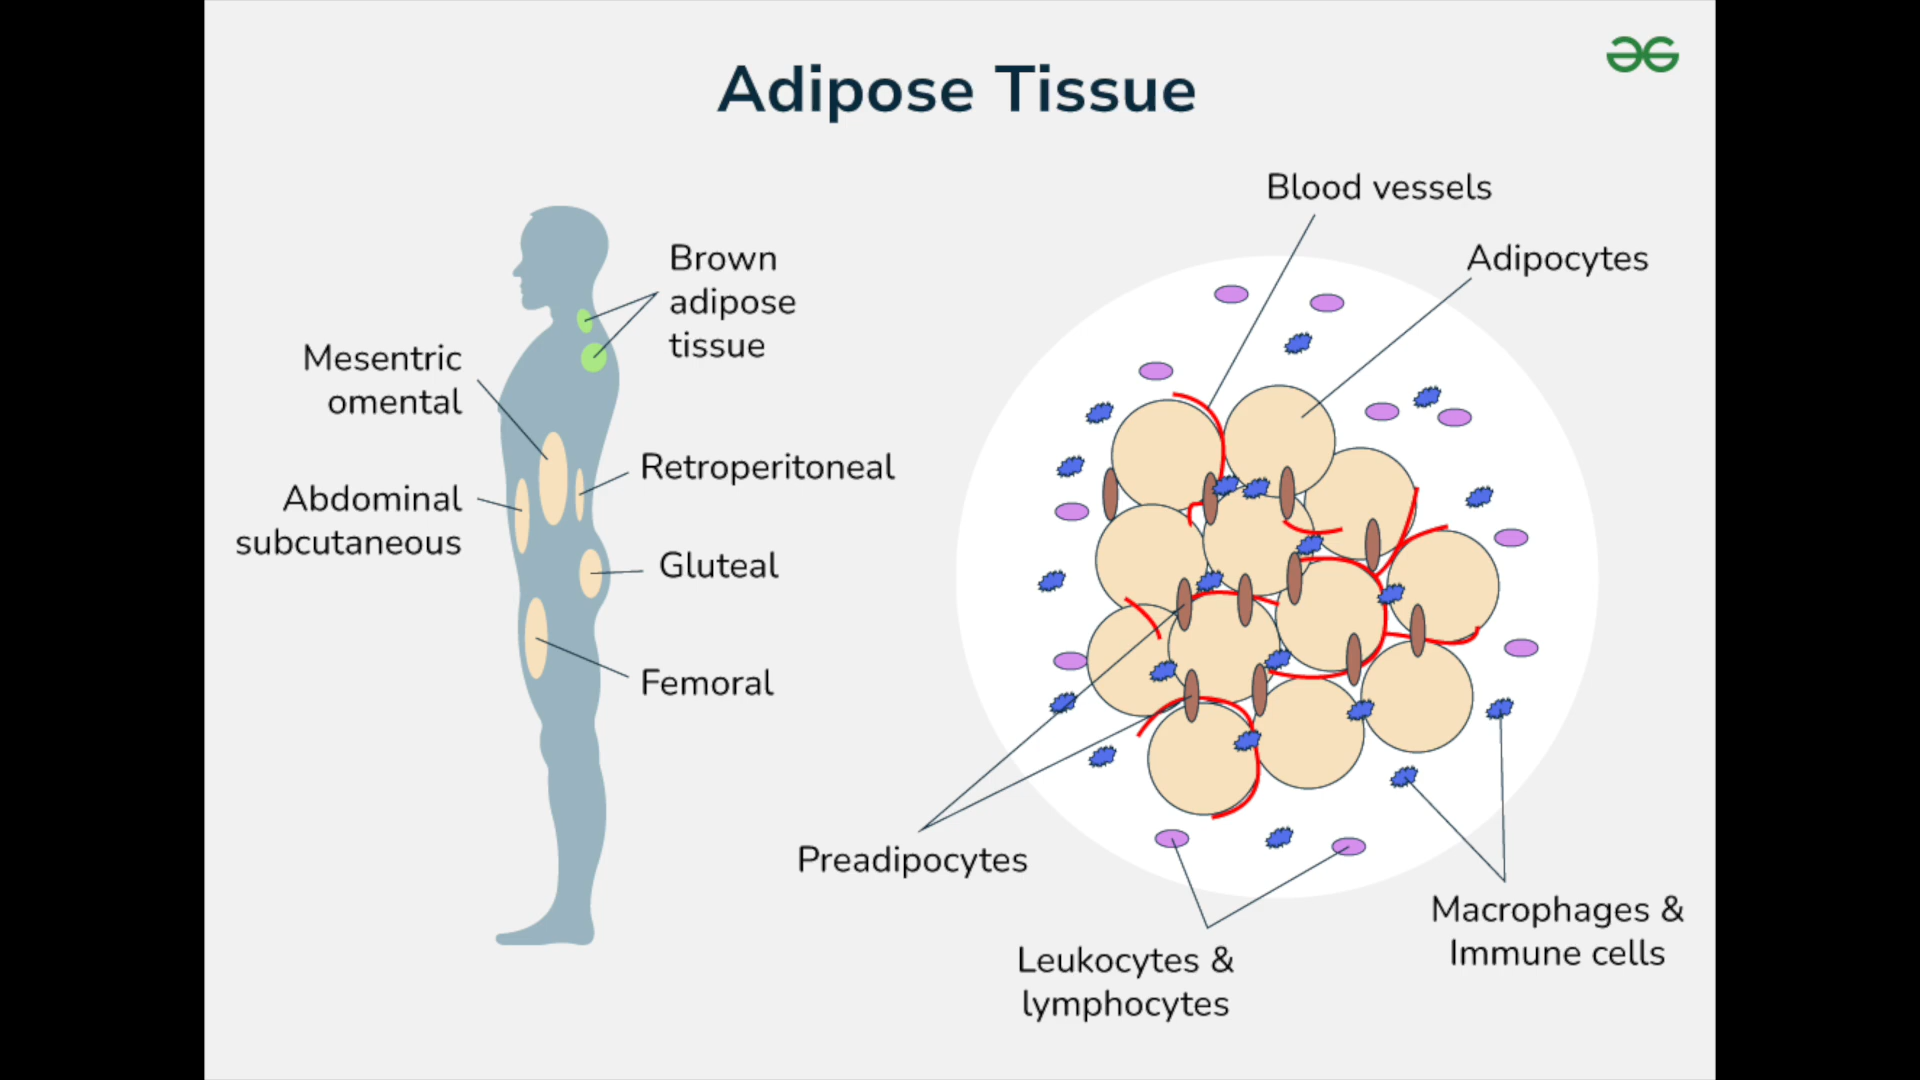 Adipose Tissue
Blood vessels
Adipocytes
Brown
adipose
tissue
Mesentric
omental
Retroperitoneal
Abdominal
subcutaneous
Gluteal
Femoral
Preadipocytes
Macrophages &
Immune cells
Leukocytes &
lymphocytes